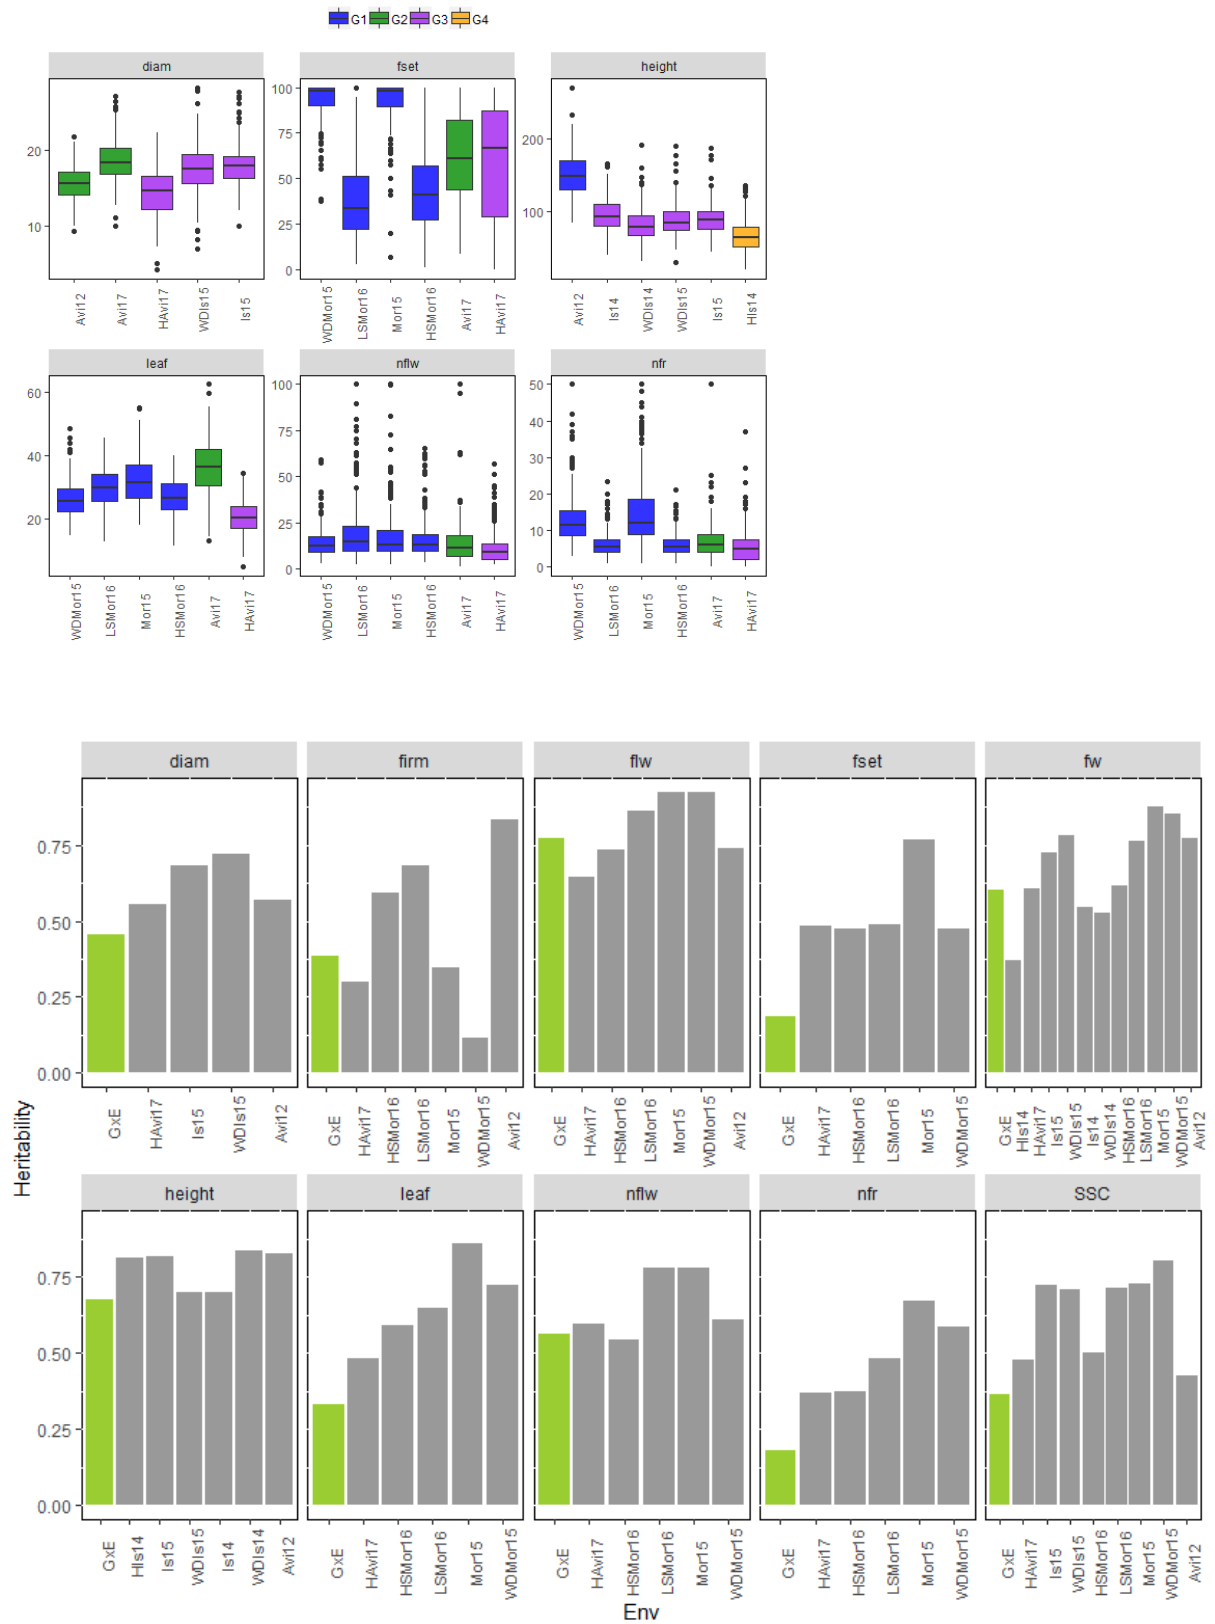 G1 G2 G3 G4
diam fset height
20
10
100
75
50
25
0
200
100
Avi12 Avi17 HAvi17 WDIs15 Is15
WDMor15 LSMor16 Mor15 HSMor16 Avi17 HAvi17
Avi12 Is14 WDIs14 WDIs15 Is15 HIs14
leaf nflw nfr
60
40
20
100
75
50
25
0
50
40
30
20
10
0
WDMor15 LSMor16 Mor15 HSMor16 Avi17 HAvi17
WDMor15 LSMor16 Mor15 HSMor16 Avi17 HAvi17
WDMor15 LSMor16 Mor15 HSMor16 Avi17 HAvi17
diam firm flw fset fw
0.75
0.50
0.25
0.00
GxE HAvi17 Is15 WDIs15 Avi12
GxE HAvi17 HSMor16 LSMor16 Mor15 WDMor15 Avi12
GxE HAvi17 HSMor16 LSMor16 Mor15 WDMor15 Avi12
GxE HAvi17 HSMor16 LSMor16 Mor15 WDMor15
GxE HIs14 HAvi17 Is15 WDIs15 Is14 WDIs14 HSMor16 LSMor16 Mor15 WDMor15 Avi12
Heritability
height leaf nflw nfr SSC
0.75
0.50
0.25
0.00
GxE HIs14 Is15 WDIs15 Is14 WDIs14 Avi12
GxE HAvi17 HSMor16 LSMor16 Mor15 WDMor15
GxE HAvi17 HSMor16 LSMor16 Mor15 WDMor15
GxE HAvi17 HSMor16 LSMor16 Mor15 WDMor15
GxE HAvi17 Is15 WDIs15 HSMor16 LSMor16 Mor15 WDMor15 Avi12
Env